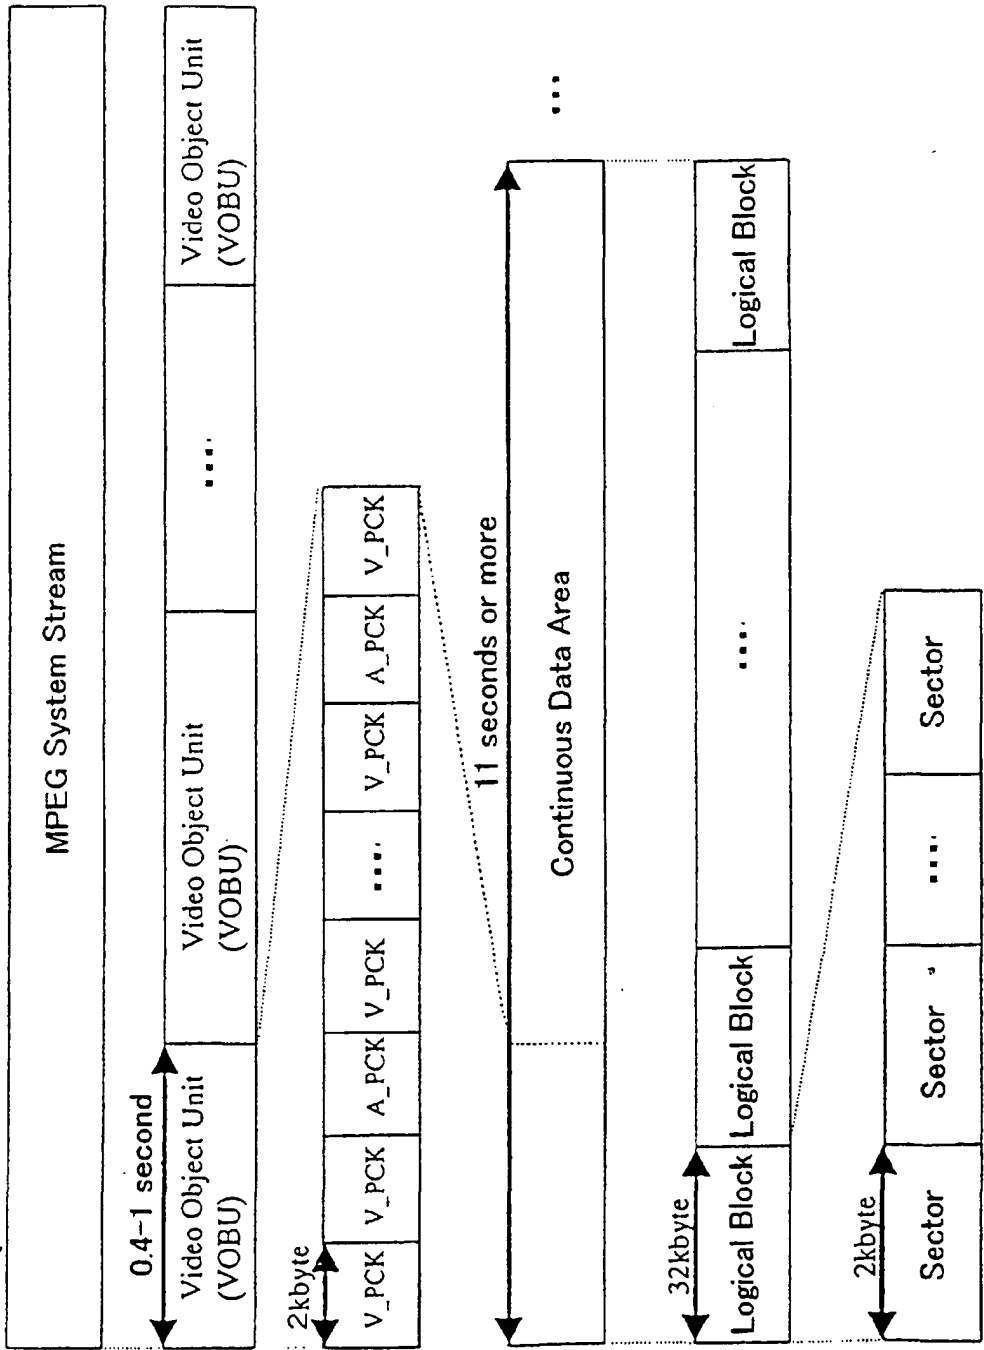 MPEG System Stream
0.4-1 second
Video Object Unit
(VOBU)
Video Object Unit
(VOBU)
....
Video Object Unit
(VOBU)
2kbyte
V_PCK
V_PCK
A_PCK
V_PCK
....
V_PCK
A_PCK
V_PCK
11 seconds or more
Continuous Data Area
...
32kbyte
Logical Block
Logical Block
....
Logical Block
2kbyte
Sector
Sector
....
Sector